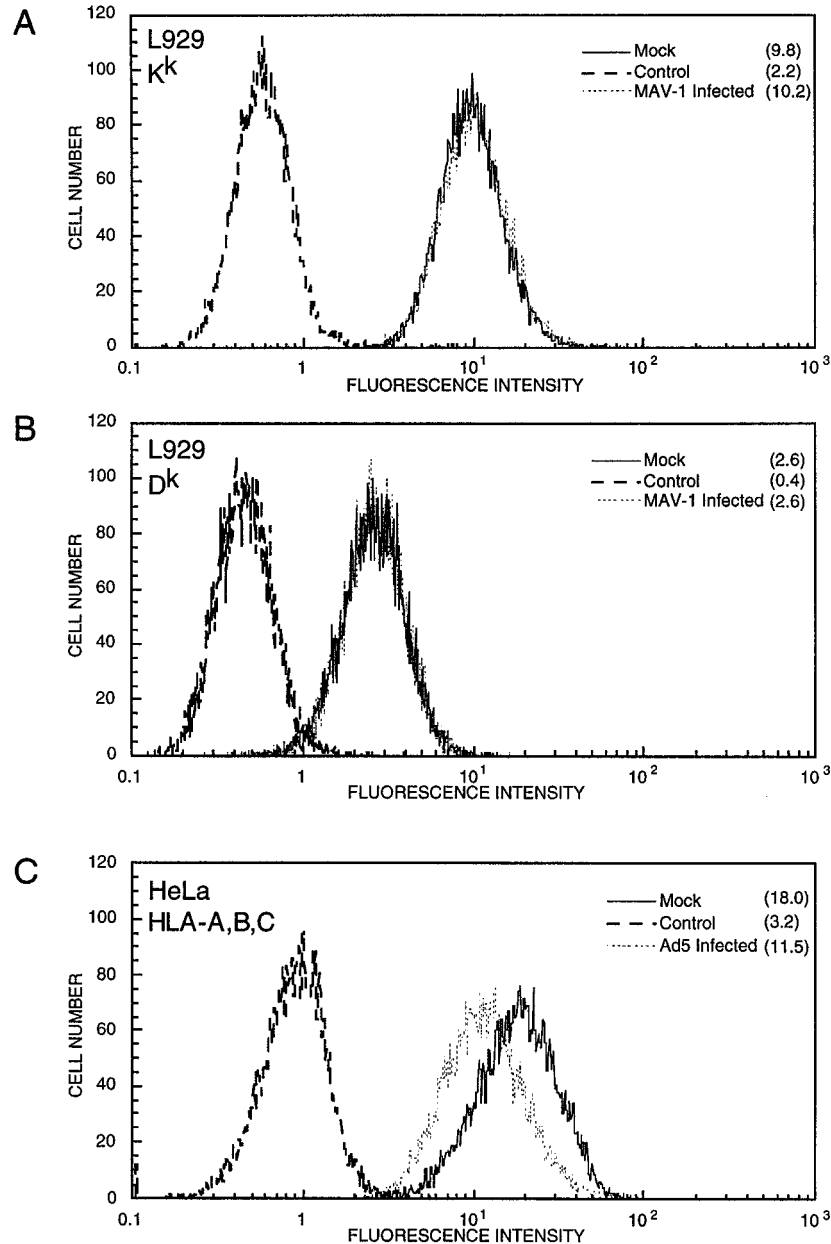 A
L929
K^k
Mock (9.8)
Control (2.2)
MAV-1 Infected (10.2)
CELL NUMBER
120
100
80
60
40
20
0
0.1 1 10^1 10^2 10^3
FLUORESCENCE INTENSITY
B
L929
D^k
Mock (2.6)
Control (0.4)
MAV-1 Infected (2.6)
CELL NUMBER
120
100
80
60
40
20
0
0.1 1 10^1 10^2 10^3
FLUORESCENCE INTENSITY
C
HeLa
HLA-A,B,C
Mock (18.0)
Control (3.2)
Ad5 Infected (11.5)
CELL NUMBER
120
100
80
60
40
20
0
0.1 1 10^1 10^2 10^3
FLUORESCENCE INTENSITY